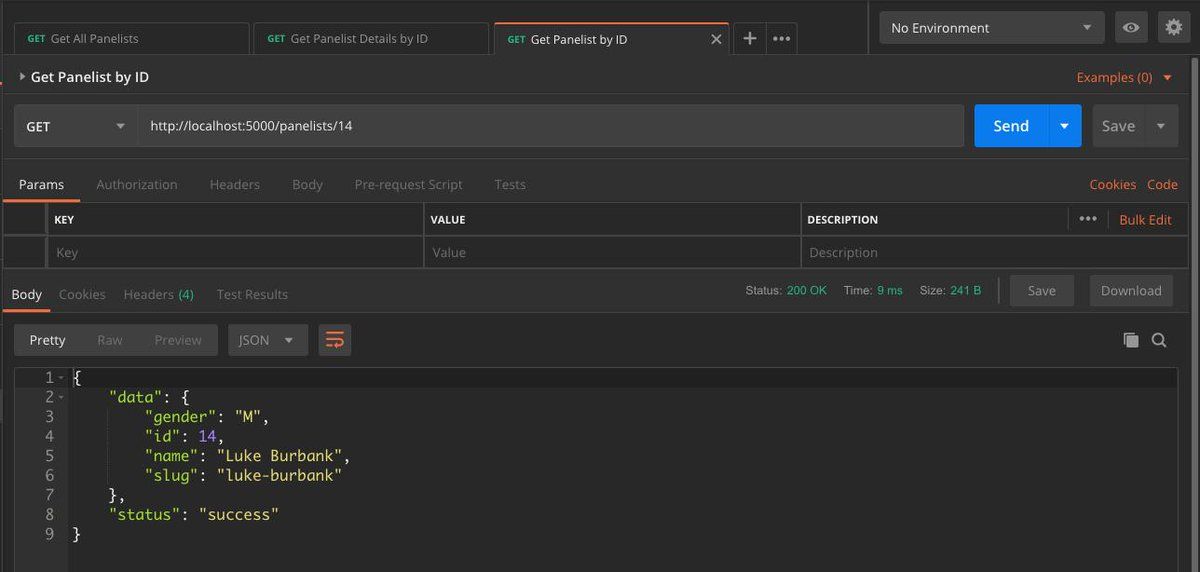 GET Get All Panelists GET Get Panelist Details by ID GET Get Panelist by ID No Environment
Get Panelist by ID Examples (0)
GET http://localhost:5000/panelists/14 Send Save
Params Authorization Headers Body Pre-request Script Tests Cookies Code
KEY VALUE DESCRIPTION Bulk Edit
Key Value Description
Body Cookies Headers (4) Test Results Status: 200 OK Time: 9 ms Size: 241 B Save Download
Pretty Raw Preview JSON
1 {
2 "data": {
3 "gender": "M",
4 "id": 14,
5 "name": "Luke Burbank",
6 "slug": "luke-burbank"
7 },
8 "status": "success"
9 }